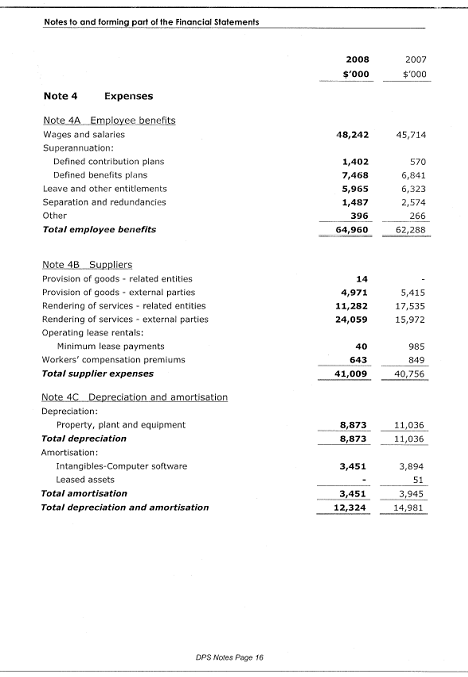 Notes to and forming part of the Financial Statements
2008 2007
$'000 $'000
Note 4 Expenses
Note 4A Employee benefits
Wages and salaries 48,242 45,714
Superannuation:
Defined contribution plans 1,402 570
Defined benefits plans 7,468 6,841
Leave and other entitlements 5,965 6,323
Separation and redundancies 1,487 2,574
Other 396 266
Total employee benefits 64,960 62,288
Note 4B Suppliers
Provision of goods - related entities 14 -
Provision of goods - external parties 4,971 5,415
Rendering of services - related entities 11,282 17,535
Rendering of services - external parties 24,059 15,972
Operating lease rentals:
Minimum lease payments 40 985
Workers' compensation premiums 643 849
Total supplier expenses 41,009 40,756
Note 4C Depreciation and amortisation
Depreciation:
Property, plant and equipment 8,873 11,036
Total depreciation 8,873 11,036
Amortisation:
Intangibles-Computer software 3,451 3,894
Leased assets - 51
Total amortisation 3,451 3,945
Total depreciation and amortisation 12,324 14,981
DPS Notes Page 16